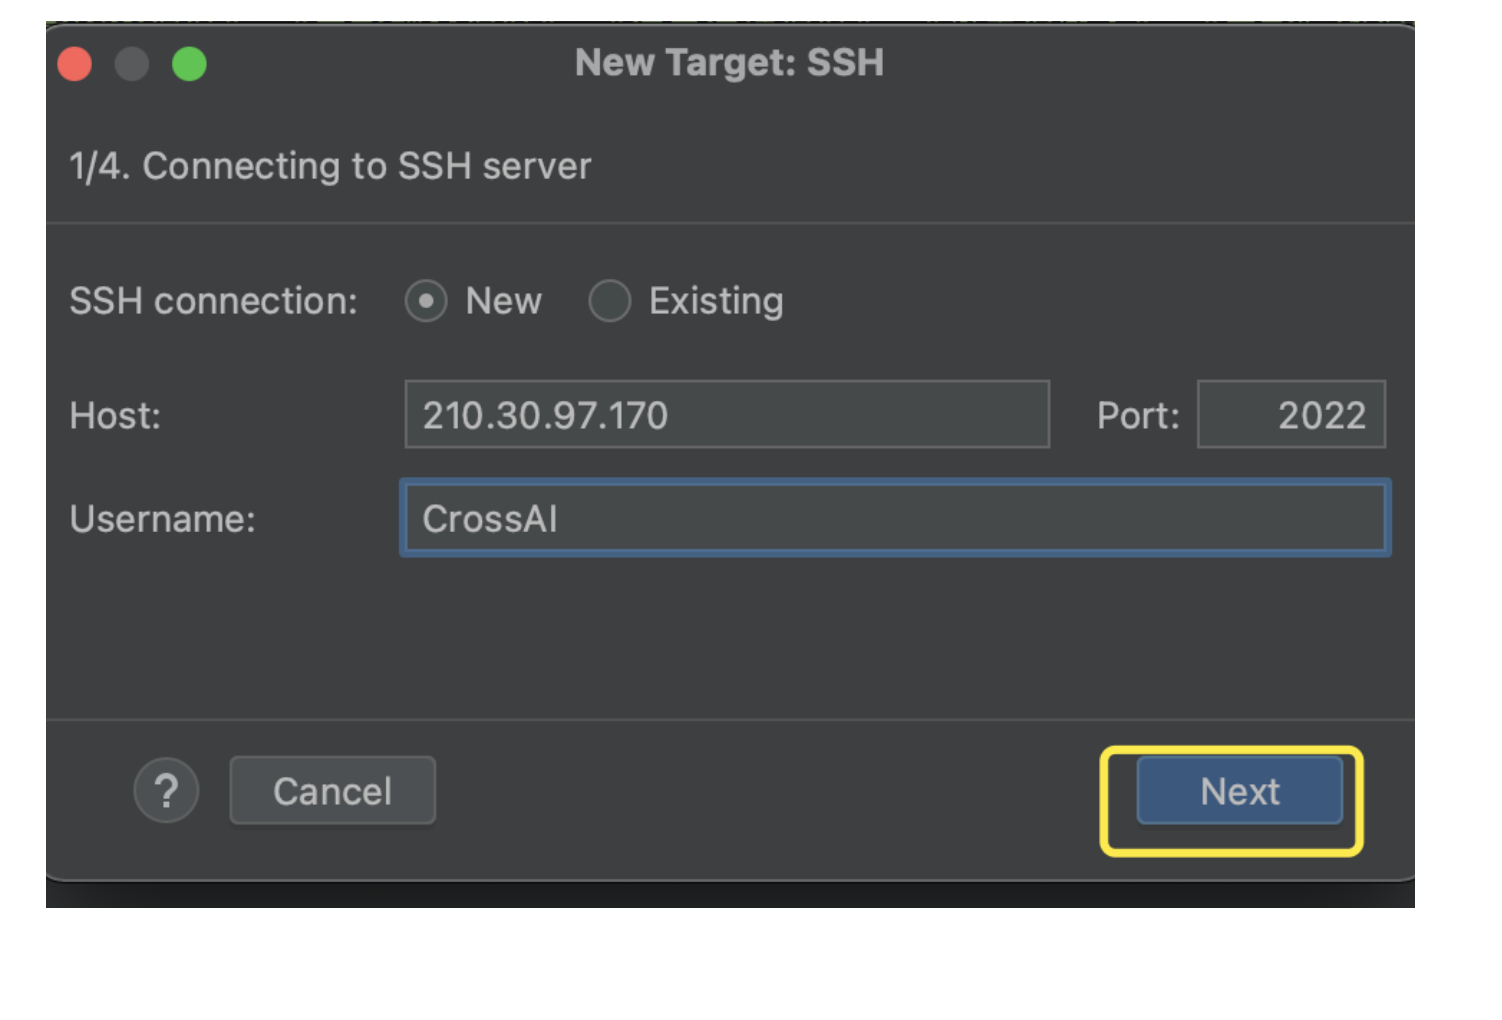 New Target: SSH
1/4. Connecting to SSH server
SSH connection: New Existing
Host: 210.30.97.170 Port: 2022
Username: CrossAI
? Cancel Next